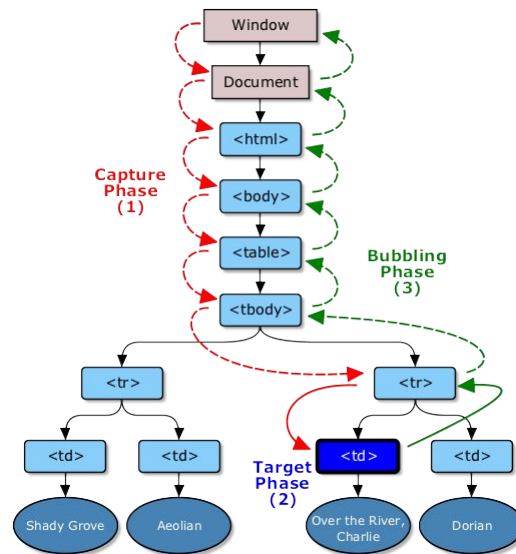 Window
Document
<html>
Capture
Phase
(1)
<body>
<table>
Bubbling
Phase
(3)
<tbody>
<tr>
<tr>
<td>
<td>
Target
Phase
(2)
<td>
<td>
Shady Grove
Aeolian
Over the River,
Charlie
Dorian